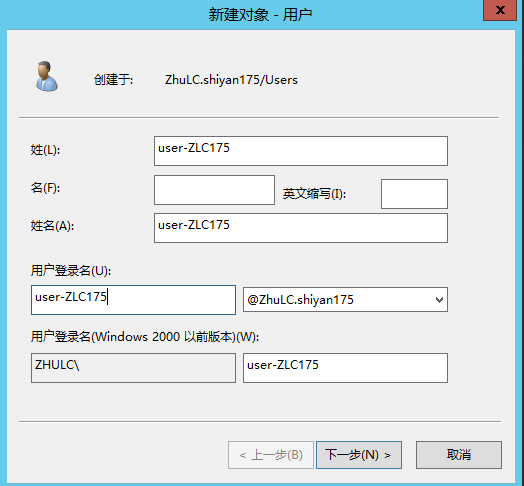 新建对象 - 用户
x
创建于: ZhuLC.shiyan175/Users
姓(L): user-ZLC175
名(F): 英文缩写(I):
姓名(A): user-ZLC175
用户登录名(U):
user-ZLC175 @ZhuLC.shiyan175
用户登录名(Windows 2000 以前版本)(W):
ZHULC\ user-ZLC175
< 上一步(B) 下一步(N) > 取消